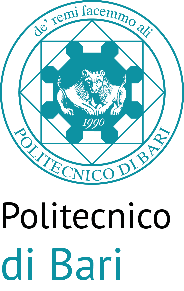 de' remi facemmo ali
1990
POLITECNICO DI BARI
Politecnico
di Bari